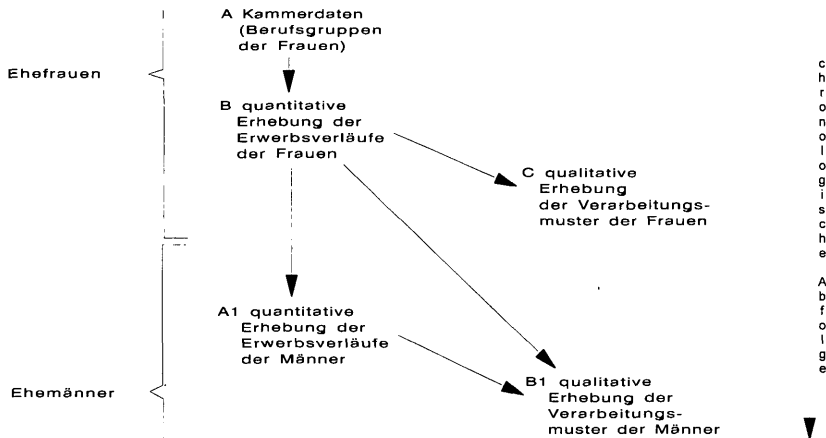 A Kammerdaten
(Berufsgruppen
der Frauen)
Ehefrauen
B quantitative
Erhebung der
Erwerbsverläufe
der Frauen
C qualitative
Erhebung
der Verarbeitungs-
muster der Frauen
A1 quantitative
Erhebung der
Erwerbsverläufe
der Männer
Ehemänner
B1 qualitative
Erhebung der
Verarbeitungs-
muster der Männer
chronologische Abfolge